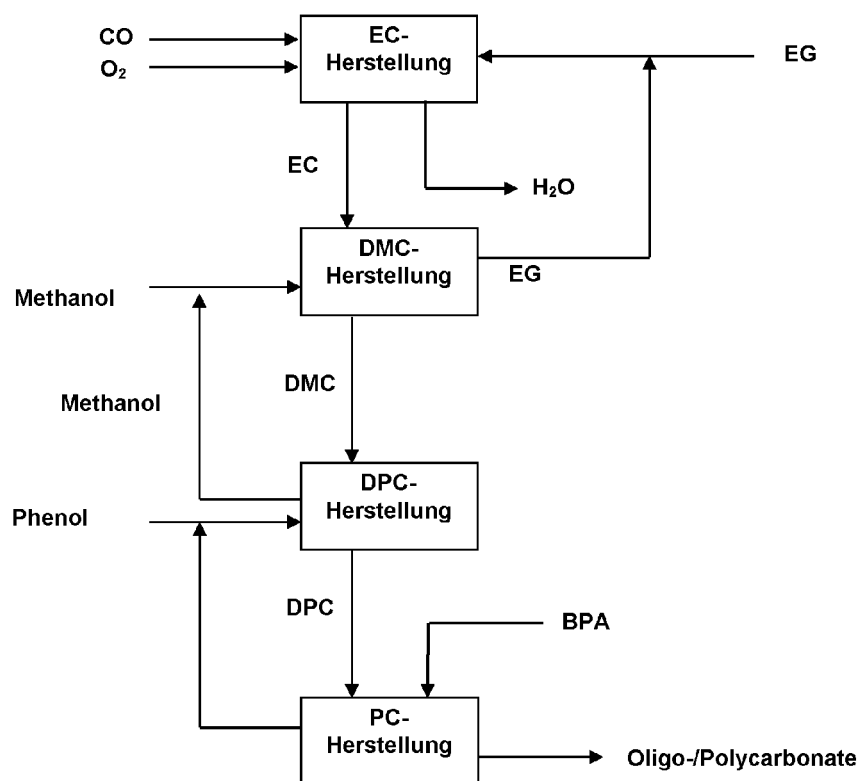 CO
O₂
EC-
Herstellung
EG
EC
H₂O
DMC-
Herstellung
EG
Methanol
DMC
Methanol
DPC-
Herstellung
Phenol
DPC
BPA
PC-
Herstellung
Oligo-/Polycarbonate